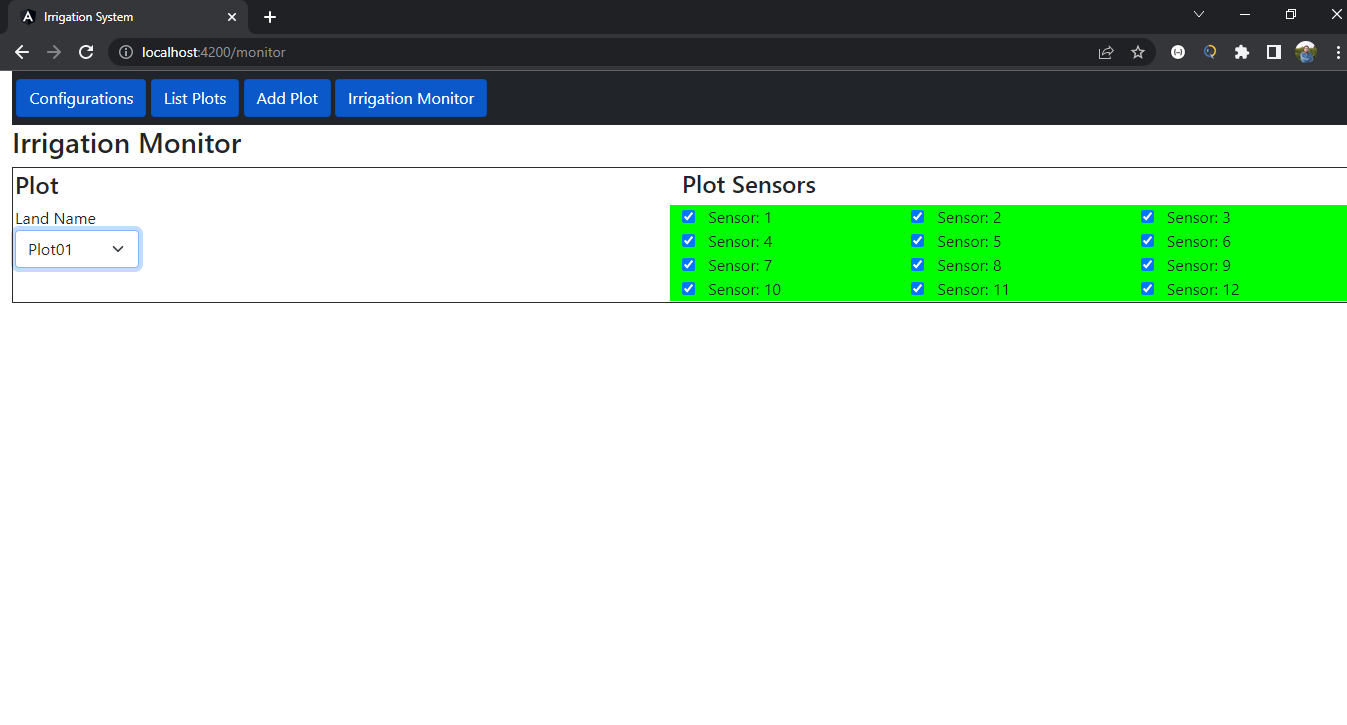 Irrigation System
localhost:4200/monitor
Configurations List Plots Add Plot Irrigation Monitor
Irrigation Monitor
Plot
Land Name
Plot01
Plot Sensors
Sensor: 1 Sensor: 2 Sensor: 3
Sensor: 4 Sensor: 5 Sensor: 6
Sensor: 7 Sensor: 8 Sensor: 9
Sensor: 10 Sensor: 11 Sensor: 12